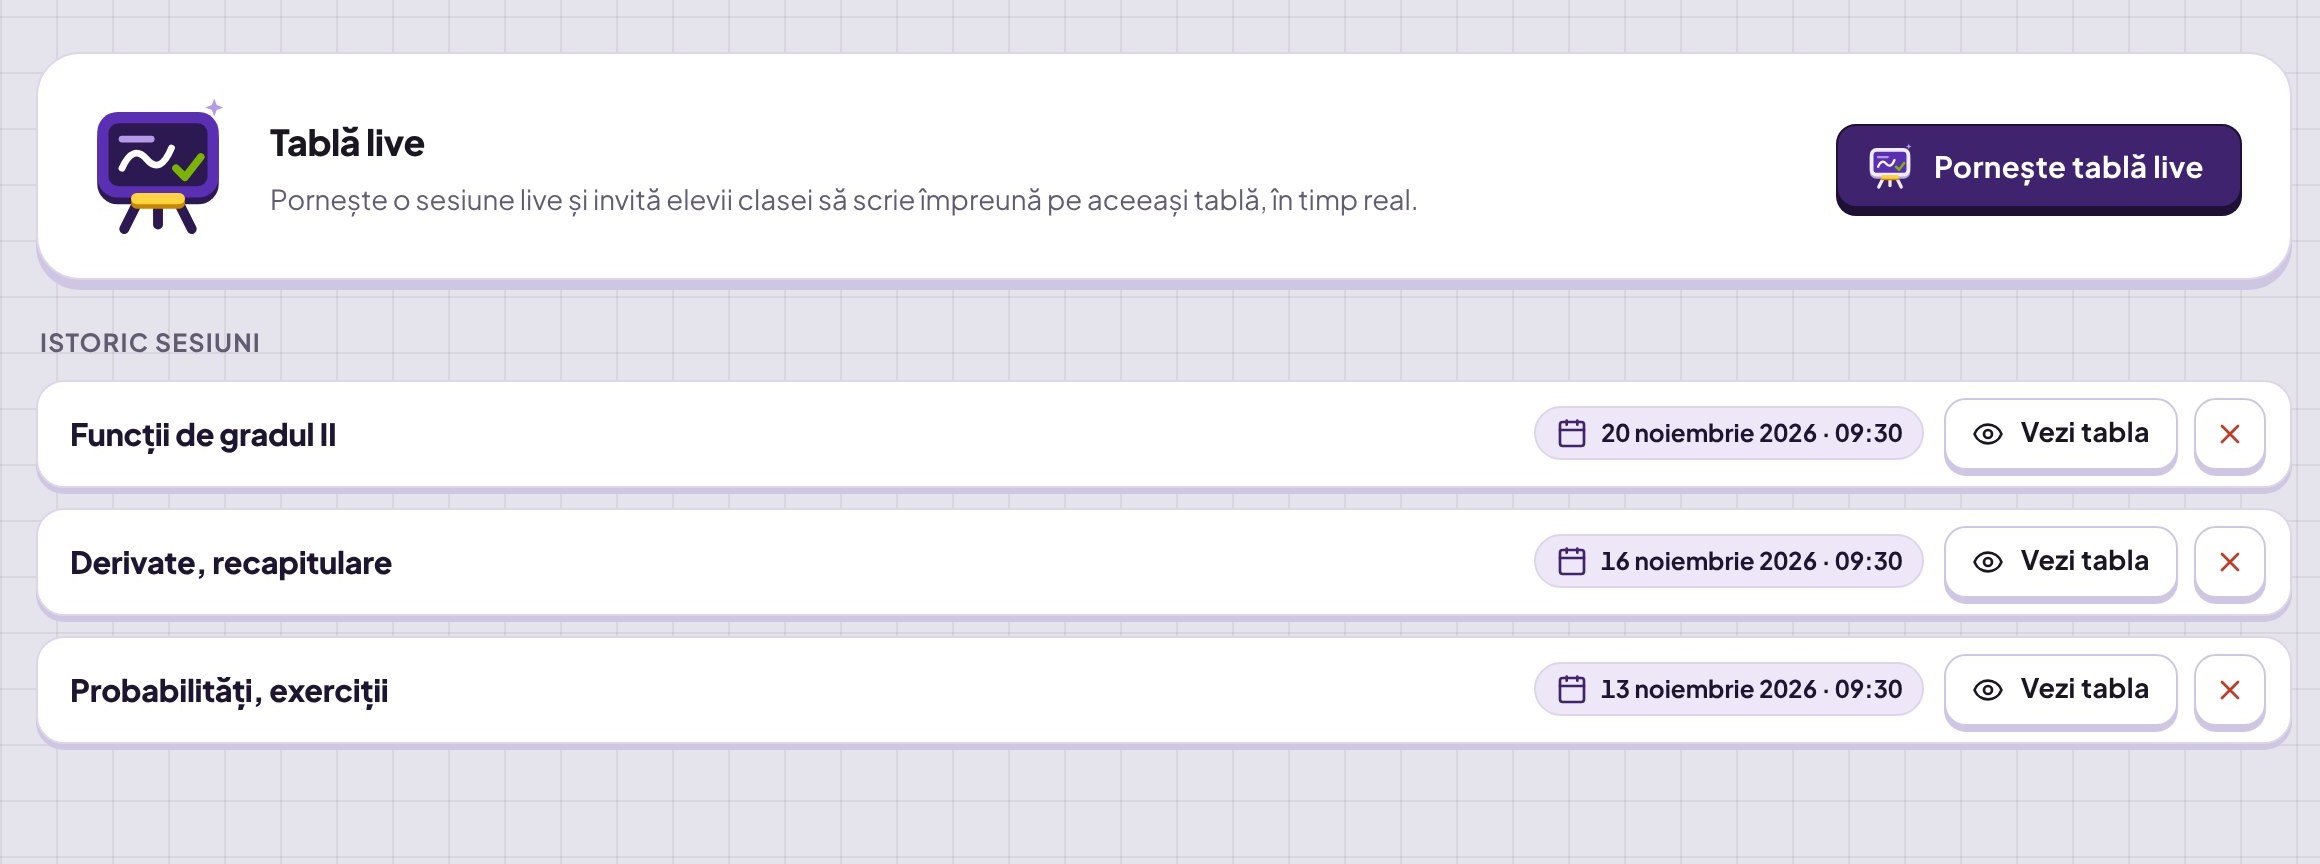 Tablă live
Pornește o sesiune live și invită elevii clasei să scrie împreună pe aceeași tablă, în timp real.
Pornește tablă live
ISTORIC SESIUNI
Funcții de gradul II
20 noiembrie 2026 · 09:30
Vezi tabla
Derivate, recapitulare
16 noiembrie 2026 · 09:30
Vezi tabla
Probabilități, exerciții
13 noiembrie 2026 · 09:30
Vezi tabla